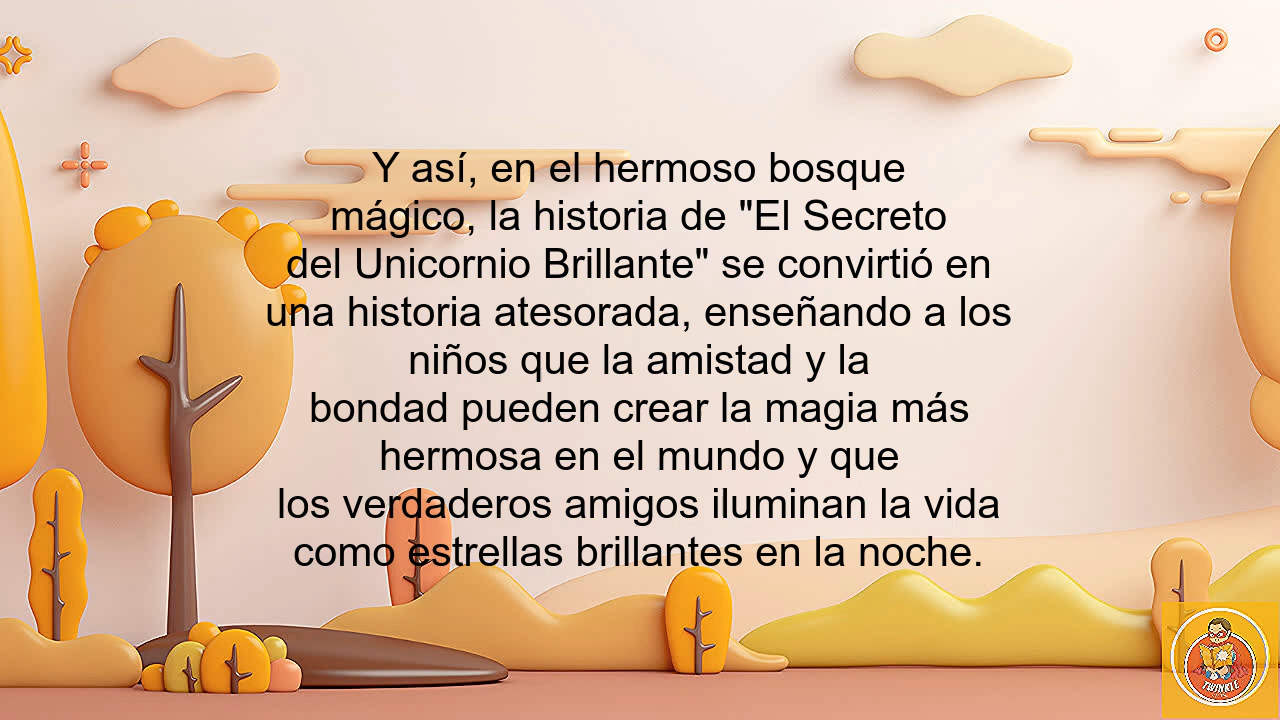 Y así, en el hermoso bosque
mágico, la historia de "El Secreto
del Unicornio Brillante" se convirtió en
una historia atesorada, enseñando a los
niños que la amistad y la
bondad pueden crear la magia más
hermosa en el mundo y que
los verdaderos amigos iluminan la vida
como estrellas brillantes en la noche.
TWINKLE